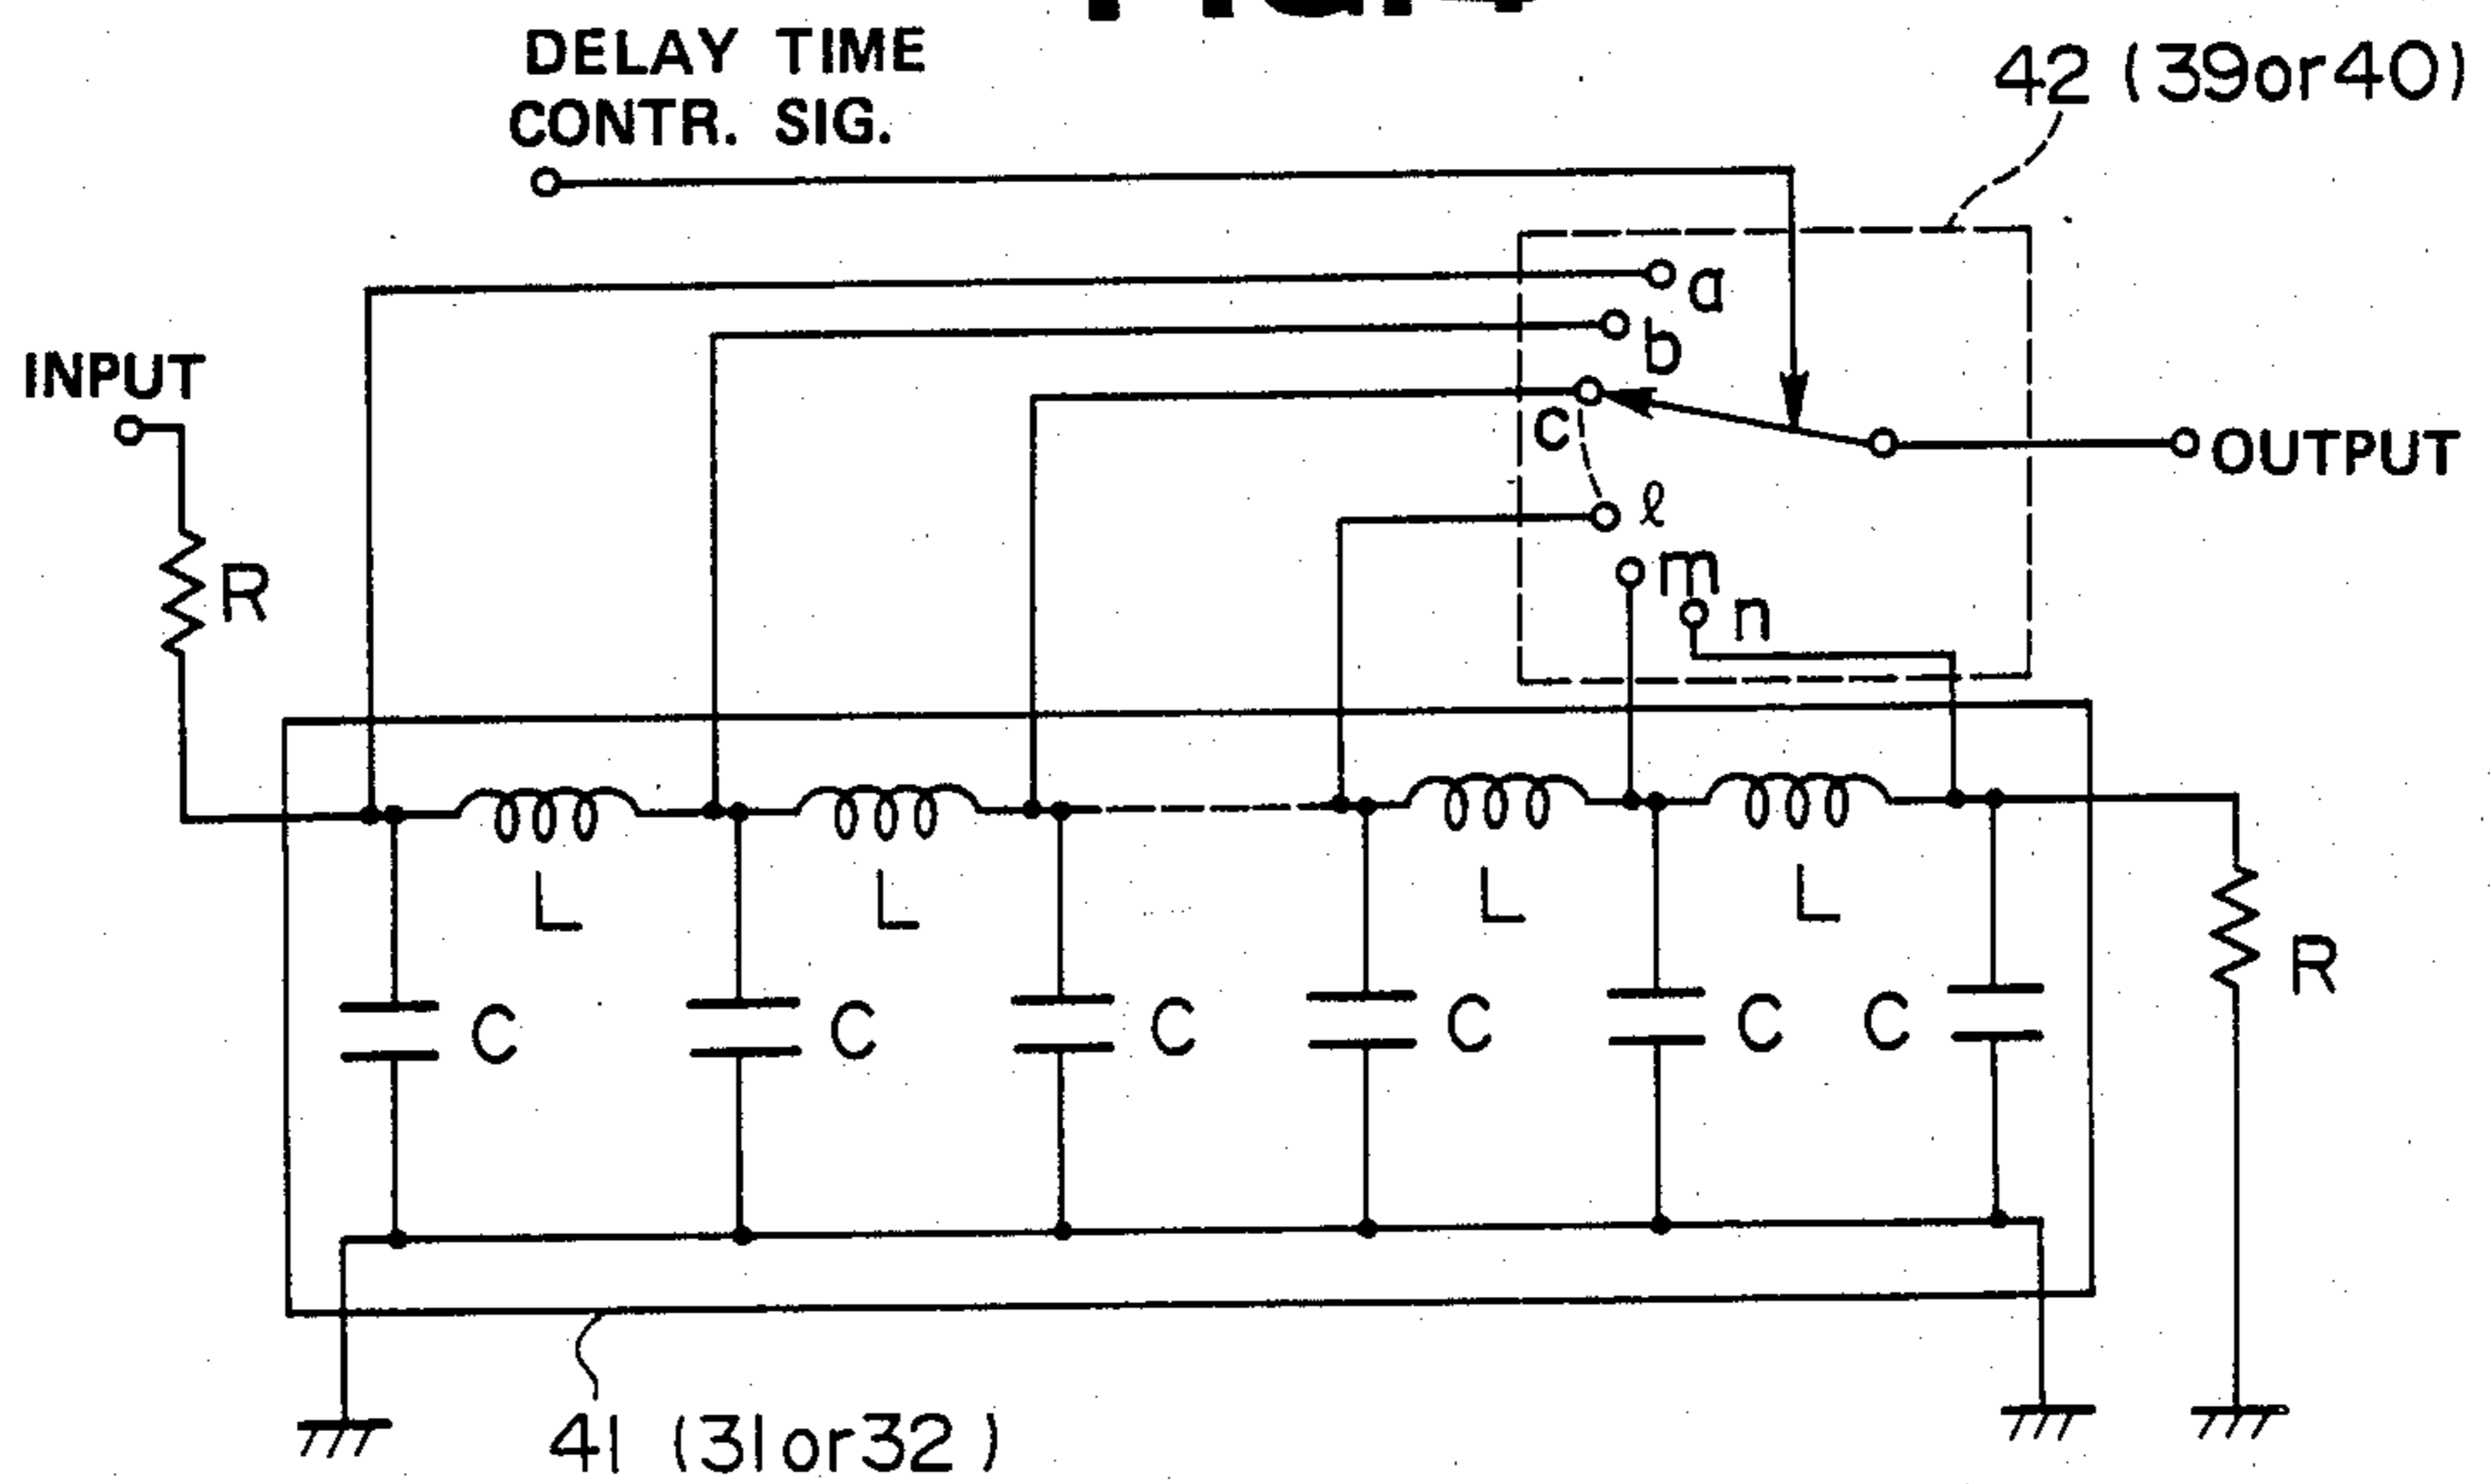 DELAY TIME
CONTR. SIG.
42 (39or40)
a
b
INPUT
c
OUTPUT
ℓ
m
n
R
L
L
L
L
R
C
C
C
C
C
C
41 (31or32)